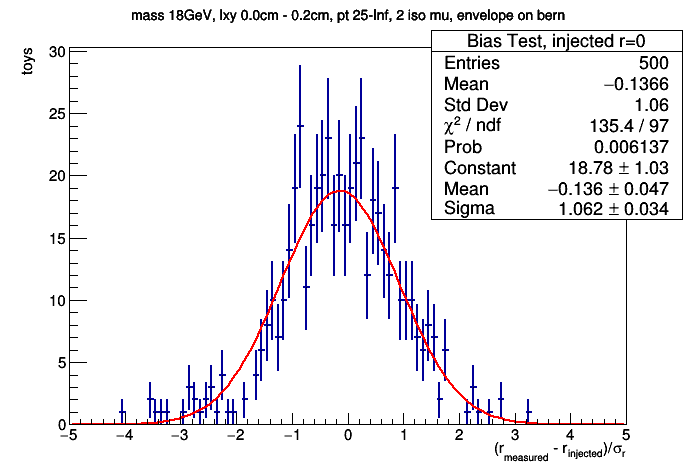 mass 18GeV, lxy 0.0cm - 0.2cm, pt 25-Inf, 2 iso mu, envelope on bern
toys
Bias Test, injected r=0
Entries 500
Mean −0.1366
Std Dev 1.06
χ² / ndf 135.4 / 97
Prob 0.006137
Constant 18.78 ± 1.03
Mean −0.136 ± 0.047
Sigma 1.062 ± 0.034
30
25
20
15
10
5
0
−5 −4 −3 −2 −1 0 1 2 3 4 5
(r_measured - r_injected)/σ_r